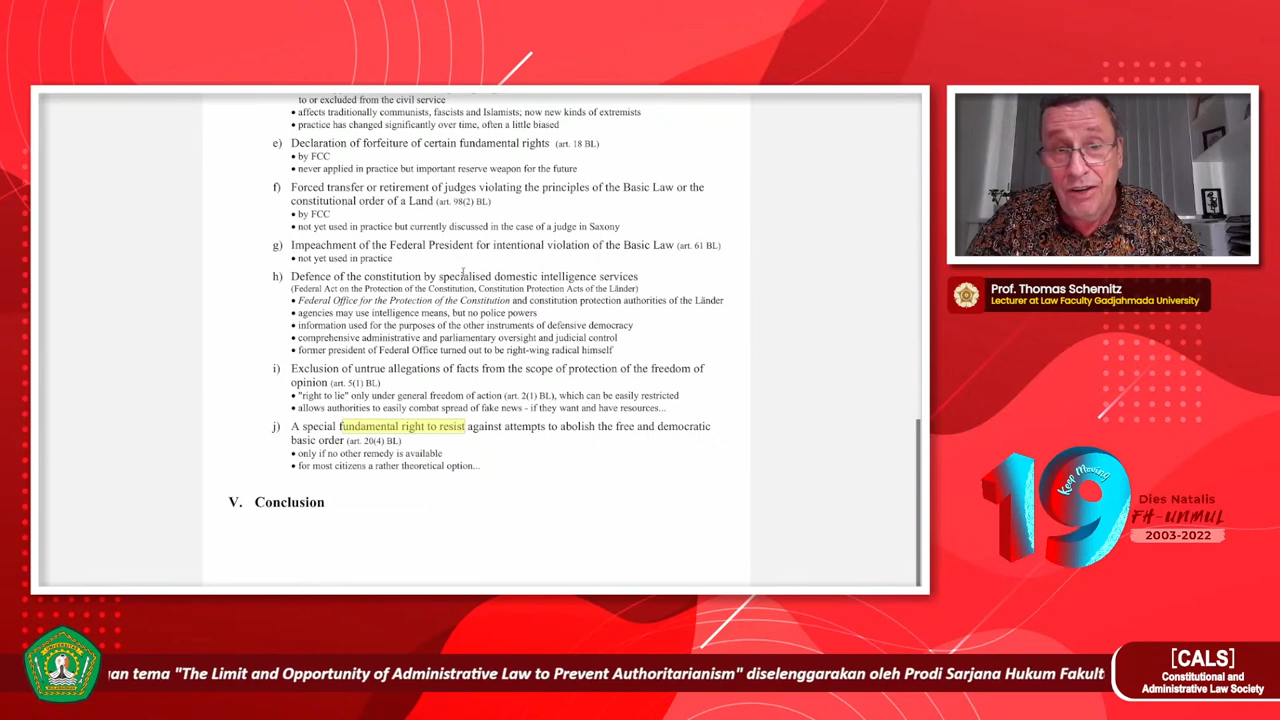 to or excluded from the civil service
• affects traditionally communists, fascists and Islamists; now new kinds of extremists
• practice has changed significantly over time, often a little biased
e) Declaration of forfeiture of certain fundamental rights (art. 18 BL)
• by FCC
• never applied in practice but important reserve weapon for the future
f) Forced transfer or retirement of judges violating the principles of the Basic Law or the
constitutional order of a Land (art. 98(2) BL)
• by FCC
• not yet used in practice but currently discussed in the case of a judge in Saxony
g) Impeachment of the Federal President for intentional violation of the Basic Law (art. 61 BL)
• not yet used in practice
h) Defence of the constitution by specialised domestic intelligence services
(Federal Act on the Protection of the Constitution, Constitution Protection Acts of the Länder)
• Federal Office for the Protection of the Constitution and constitution protection authorities of the Länder
• agencies may use intelligence means, but no police powers
• information used for the purposes of the other instruments of defensive democracy
• comprehensive administrative and parliamentary oversight and judicial control
• former president of Federal Office turned out to be right-wing radical himself
i) Exclusion of untrue allegations of facts from the scope of protection of the freedom of
opinion (art. 5(1) BL)
• "right to lie" only under general freedom of action (art. 2(1) BL), which can be easily restricted
• allows authorities to easily combat spread of fake news - if they want and have resources...
j) A special fundamental right to resist against attempts to abolish the free and democratic
basic order (art. 20(4) BL)
• only if no other remedy is available
• for most citizens a rather theoretical option...
V. Conclusion
Prof. Thomas Schemitz
Lecturer at Law Faculty Gadjahmada University
19
Keep Moving
Dies Natalis
FH-UNMUL
2003-2022
uan tema "The Limit and Opportunity of Administrative Law to Prevent Authoritarianism" diselenggarakan oleh Prodi Sarjana Hukum Fakult
[CALS]
Constitutional and
Administrative Law Society